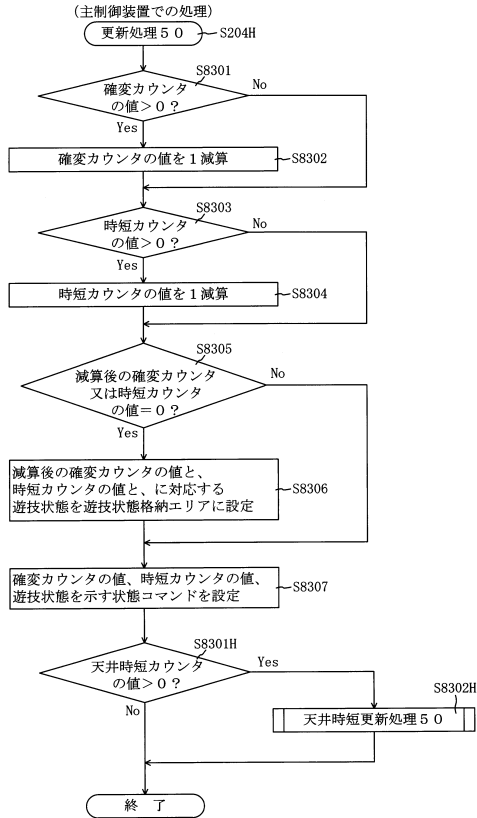 (主制御装置での処理)
更新処理50
S204H
S8301
確変カウンタ
の値>0?
No
Yes
確変カウンタの値を1減算
S8302
S8303
時短カウンタ
の値>0?
No
Yes
時短カウンタの値を1減算
S8304
S8305
減算後の確変カウンタ
又は時短カウンタ
の値=0?
No
Yes
減算後の確変カウンタの値と、
時短カウンタの値と、に対応する
遊技状態を遊技状態格納エリアに設定
S8306
確変カウンタの値、時短カウンタの値、
遊技状態を示す状態コマンドを設定
S8307
S8301H
天井時短カウンタ
の値>0?
Yes
No
S8302H
天井時短更新処理50
終 了